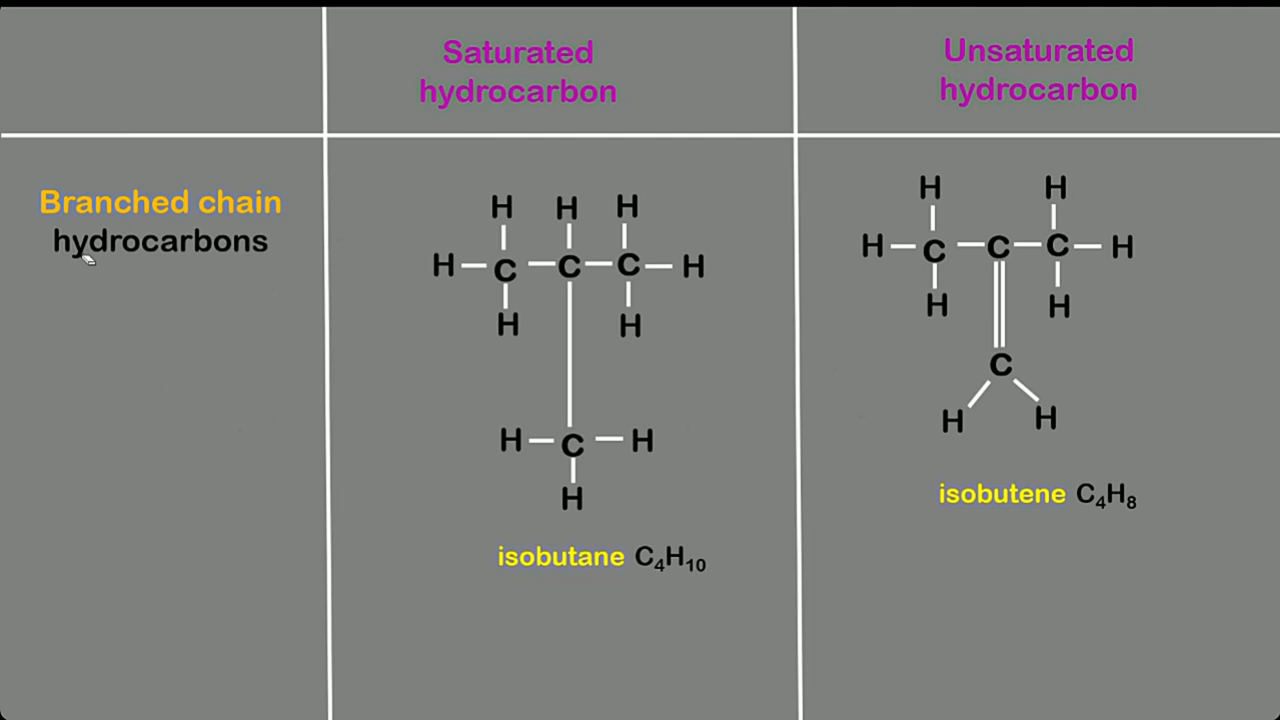 Saturated
hydrocarbon
Unsaturated
hydrocarbon
Branched chain
hydrocarbons
H H H
H C C C H
H H
H C H
H
isobutane C₄H₁₀
H H
H C C C H
H H
C
H H
isobutene C₄H₈